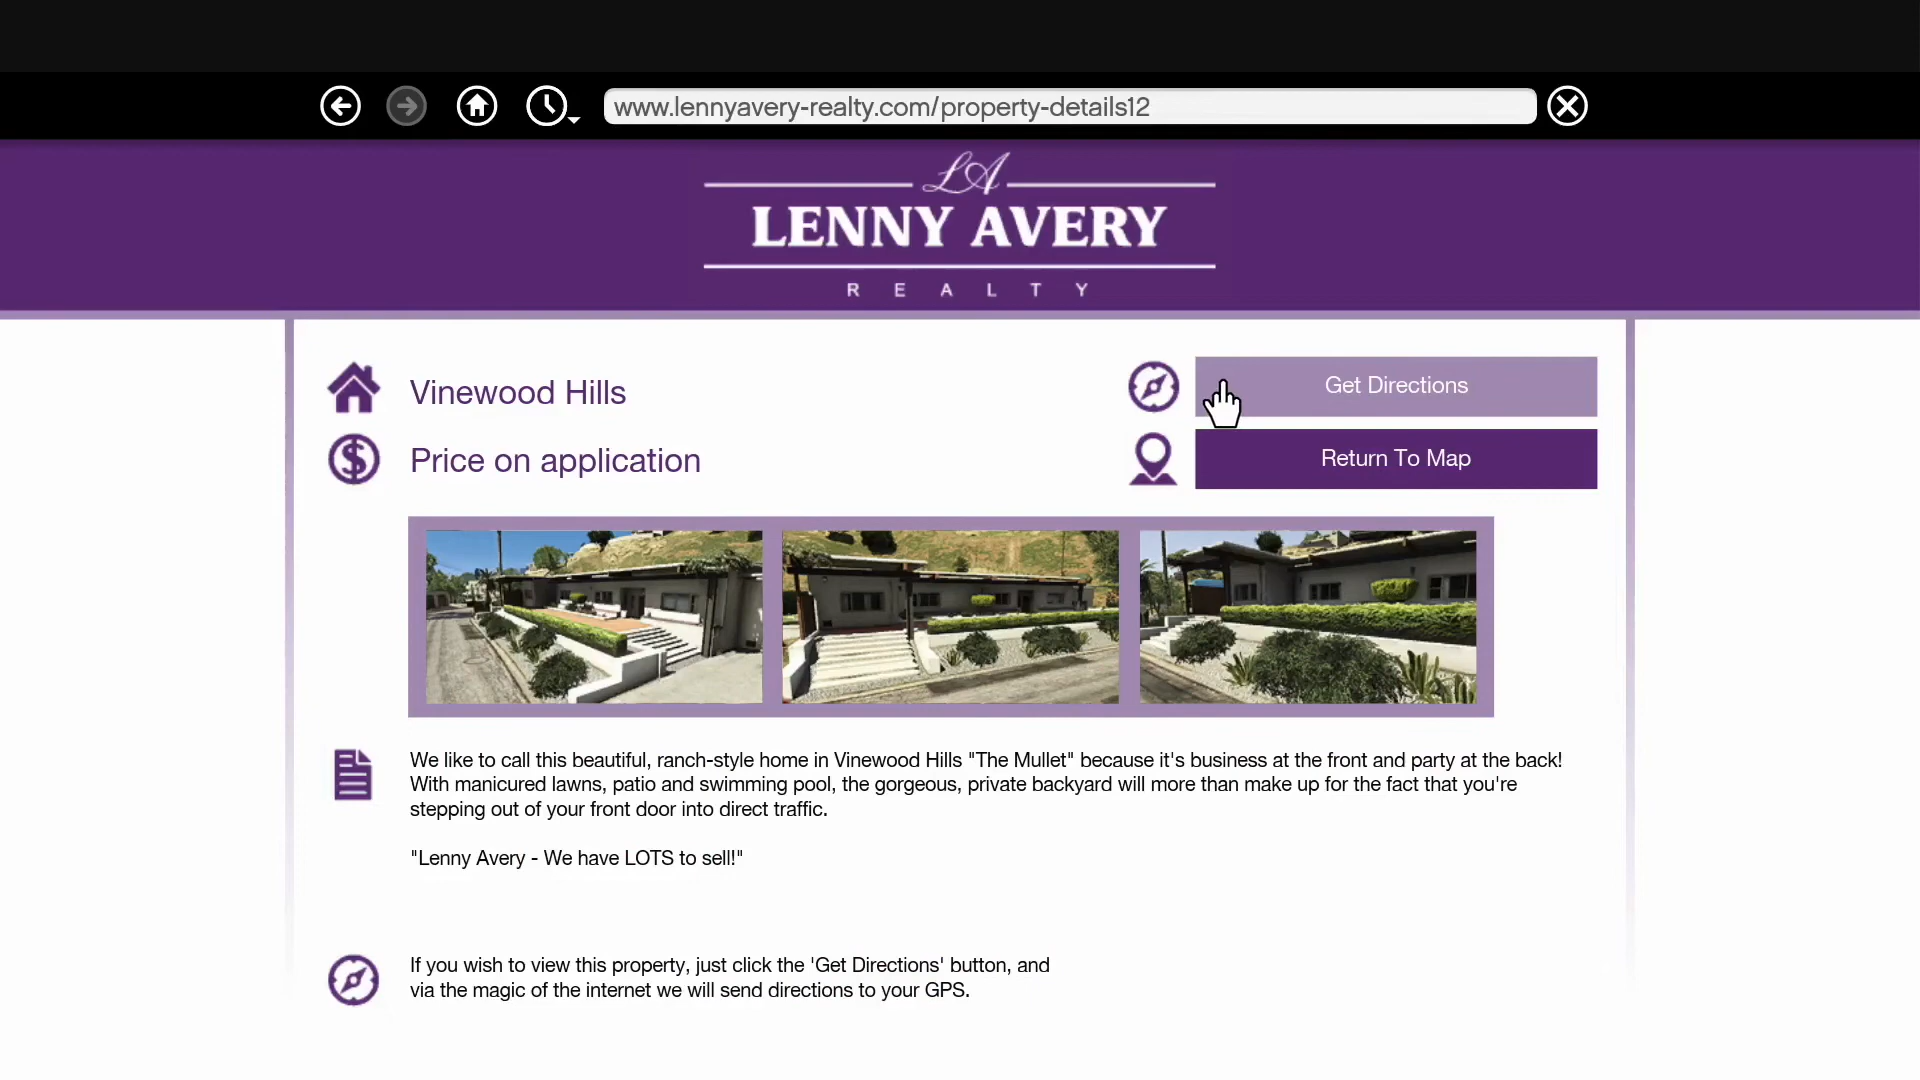 www.lennyavery-realty.com/property-details12
LA
LENNY AVERY
REALTY
Vinewood Hills
Get Directions
Price on application
Return To Map
We like to call this beautiful, ranch-style home in Vinewood Hills "The Mullet" because it's business at the front and party at the back!
With manicured lawns, patio and swimming pool, the gorgeous, private backyard will more than make up for the fact that you're
stepping out of your front door into direct traffic.
"Lenny Avery - We have LOTS to sell!"
If you wish to view this property, just click the 'Get Directions' button, and
via the magic of the internet we will send directions to your GPS.